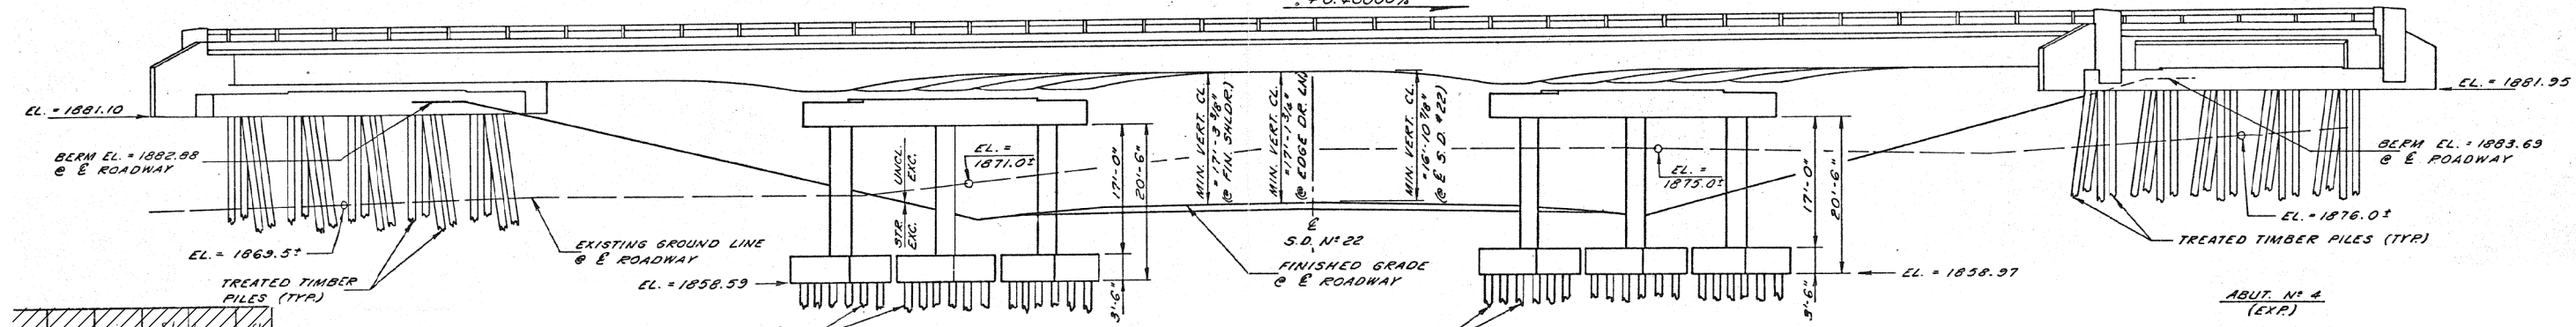 +0.40000%
EL. = 1881.10
BERM EL. = 1882.88
@ ℄ ROADWAY
EL. = 1869.5±
TREATED TIMBER
PILES (TYP.)
EXISTING GROUND LINE
@ ℄ ROADWAY
EL. = 1858.59
UNCL.
EXC.
STR.
EXC.
EL. =
1871.0±
17'-0"
20'-6"
3'-6"
MIN. VERT. CL.
= 17'-3 3/8"
@ FIN. SHLDR.)
MIN. VERT. CL.
(@ EDGE DR. LN.
℄
S.D. Nº 22
FINISHED GRADE
@ ℄ ROADWAY
MIN. VERT. CL.
= 16'-10 7/8"
(@ ℄ S.D. #22)
EL. =
1875.0±
17'-0"
20'-6"
3'-6"
EL. = 1858.97
EL. = 1881.95
BERM EL. = 1883.69
@ ℄ ROADWAY
EL. = 1876.0±
TREATED TIMBER PILES (TYP.)
ABUT. Nº 4
(EXP.)